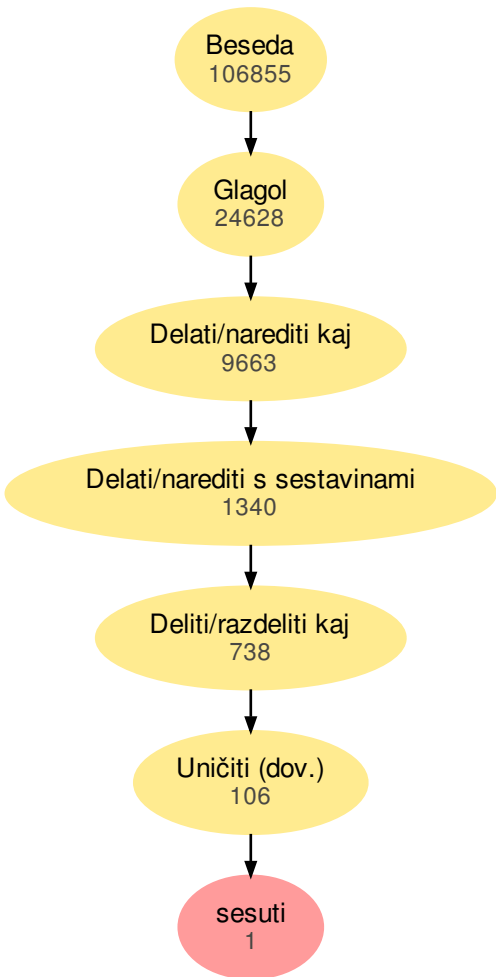 Beseda
106855
Glagol
24628
Delati/narediti kaj
9663
Delati/narediti s sestavinami
1340
Deliti/razdeliti kaj
738
Uničiti (dov.)
106
sesuti
1